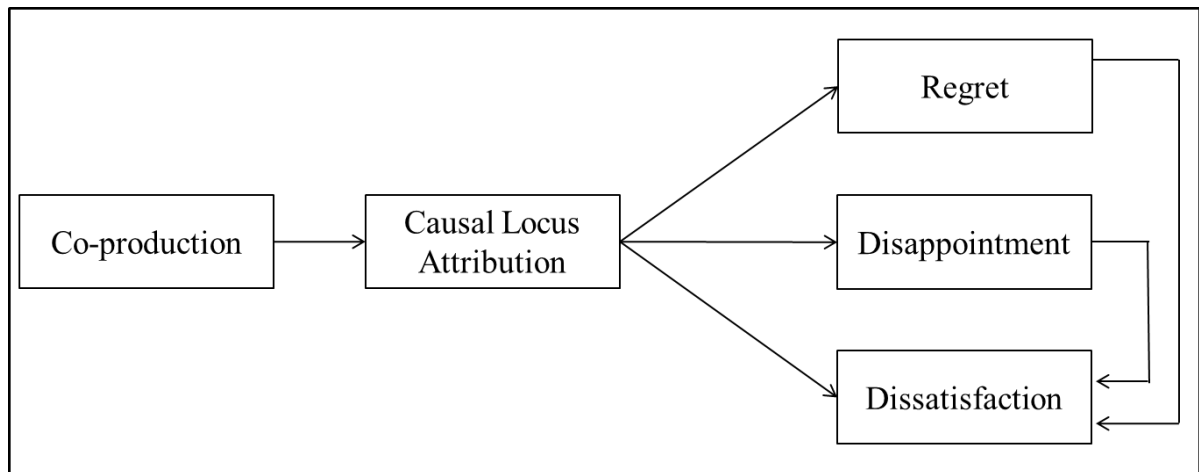 Regret
Co-production
Causal Locus
Attribution
Disappointment
Dissatisfaction